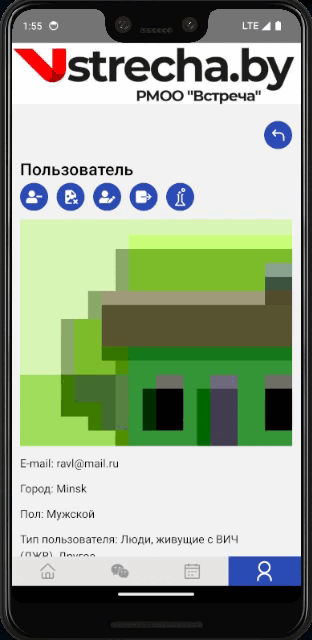 1:55 LTE
Vstrecha.by
РМОО "Встреча"
Пользователь
E-mail: ravl@mail.ru
Город: Minsk
Пол: Мужской
Тип пользователя: Люди, живущие с ВИЧ
(ЛЖВ), Другое